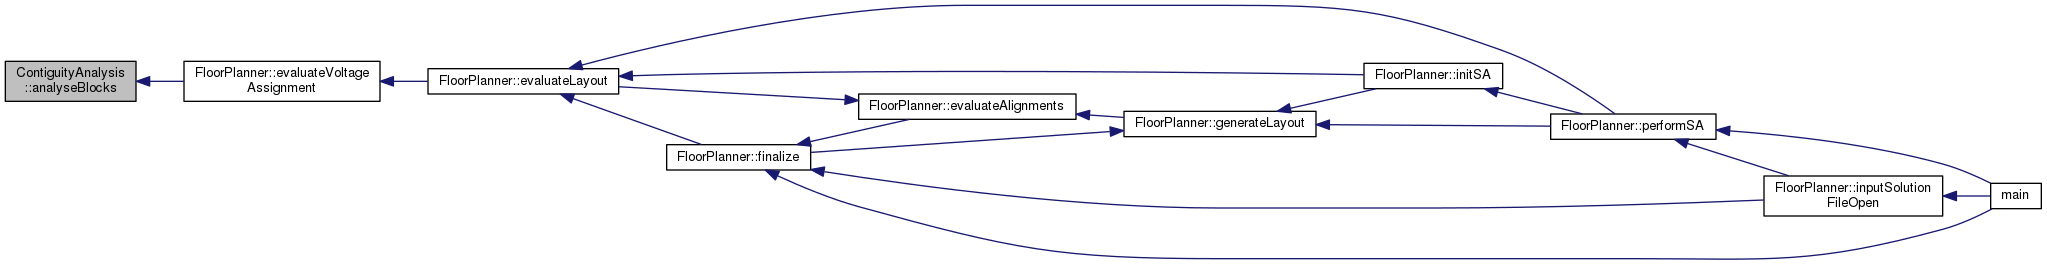 ContiguityAnalysis
::analyseBlocks
FloorPlanner::evaluateVoltage
Assignment
FloorPlanner::evaluateLayout
FloorPlanner::finalize
FloorPlanner::evaluateAlignments
FloorPlanner::generateLayout
FloorPlanner::initSA
FloorPlanner::performSA
FloorPlanner::inputSolution
FileOpen
main